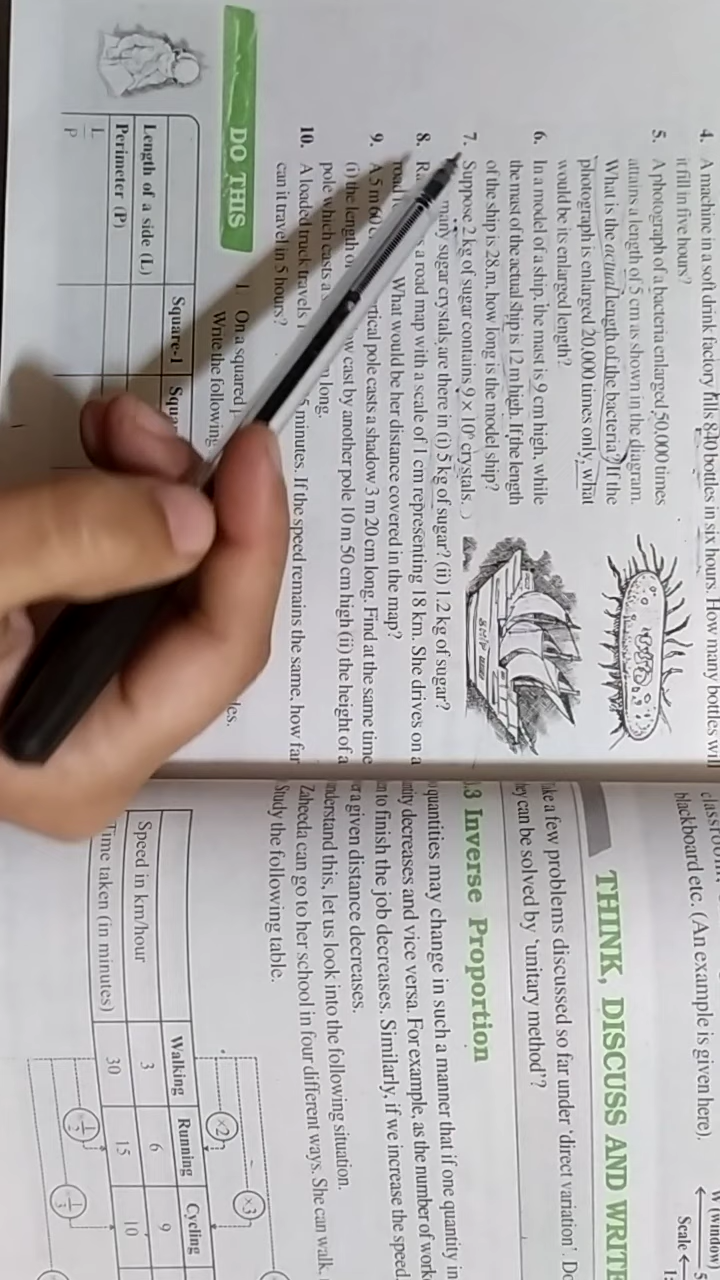 4. A machine in a soft drink factory fills 840 bottles in six hours. How many bottles will
it fill in five hours?
5. A photograph of a bacteria enlarged 50,000 times
attains a length of 5 cm as shown in the diagram.
What is the actual length of the bacteria? If the
photograph is enlarged 20,000 times only, what
would be its enlarged length?
6. In a model of a ship, the mast is 9 cm high, while
the mast of the actual ship is 12 m high. If the length
of the ship is 28 m, how long is the model ship?
7. Suppose 2 kg of sugar contains 9 × 10⁶ crystals.
many sugar crystals are there in (i) 5 kg of sugar? (ii) 1.2 kg of sugar?
8. a road map with a scale of 1 cm representing 18 km. She drives on a
road What would be her distance covered in the map?
9. A 5 m 60 pole casts a shadow 3 m 20 cm long. Find at the same time
(i) the length cast by another pole 10 m 50 cm high (ii) the height of a
pole which casts a long.
10. A loaded truck travels minutes. If the speed remains the same, how far
can it travel in 5 hours?
DO THIS
1. On a squared
Write the following
Square-1
Length of a side (L)
Perimeter (P)
L
P
SHIP
blackboard etc. (An example is given here).
(Window)
Scale
THINK, DISCUSS AND WRITE
a few problems discussed so far under 'direct variation'.
can be solved by 'unitary method'?
.3 Inverse Proportion
quantities may change in such a manner that if one quantity
decreases and vice versa. For example, as the number of
to finish the job decreases. Similarly, if we increase the speed,
a given distance decreases.
understand this, let us look into the following situation.
Zaheeda can go to her school in four different ways. She can walk,
Study the following table.
Walking Running Cycling
Speed in km/hour 3 6 9
Time taken (in minutes) 30 15 10
×2
×3
1/2
1/3